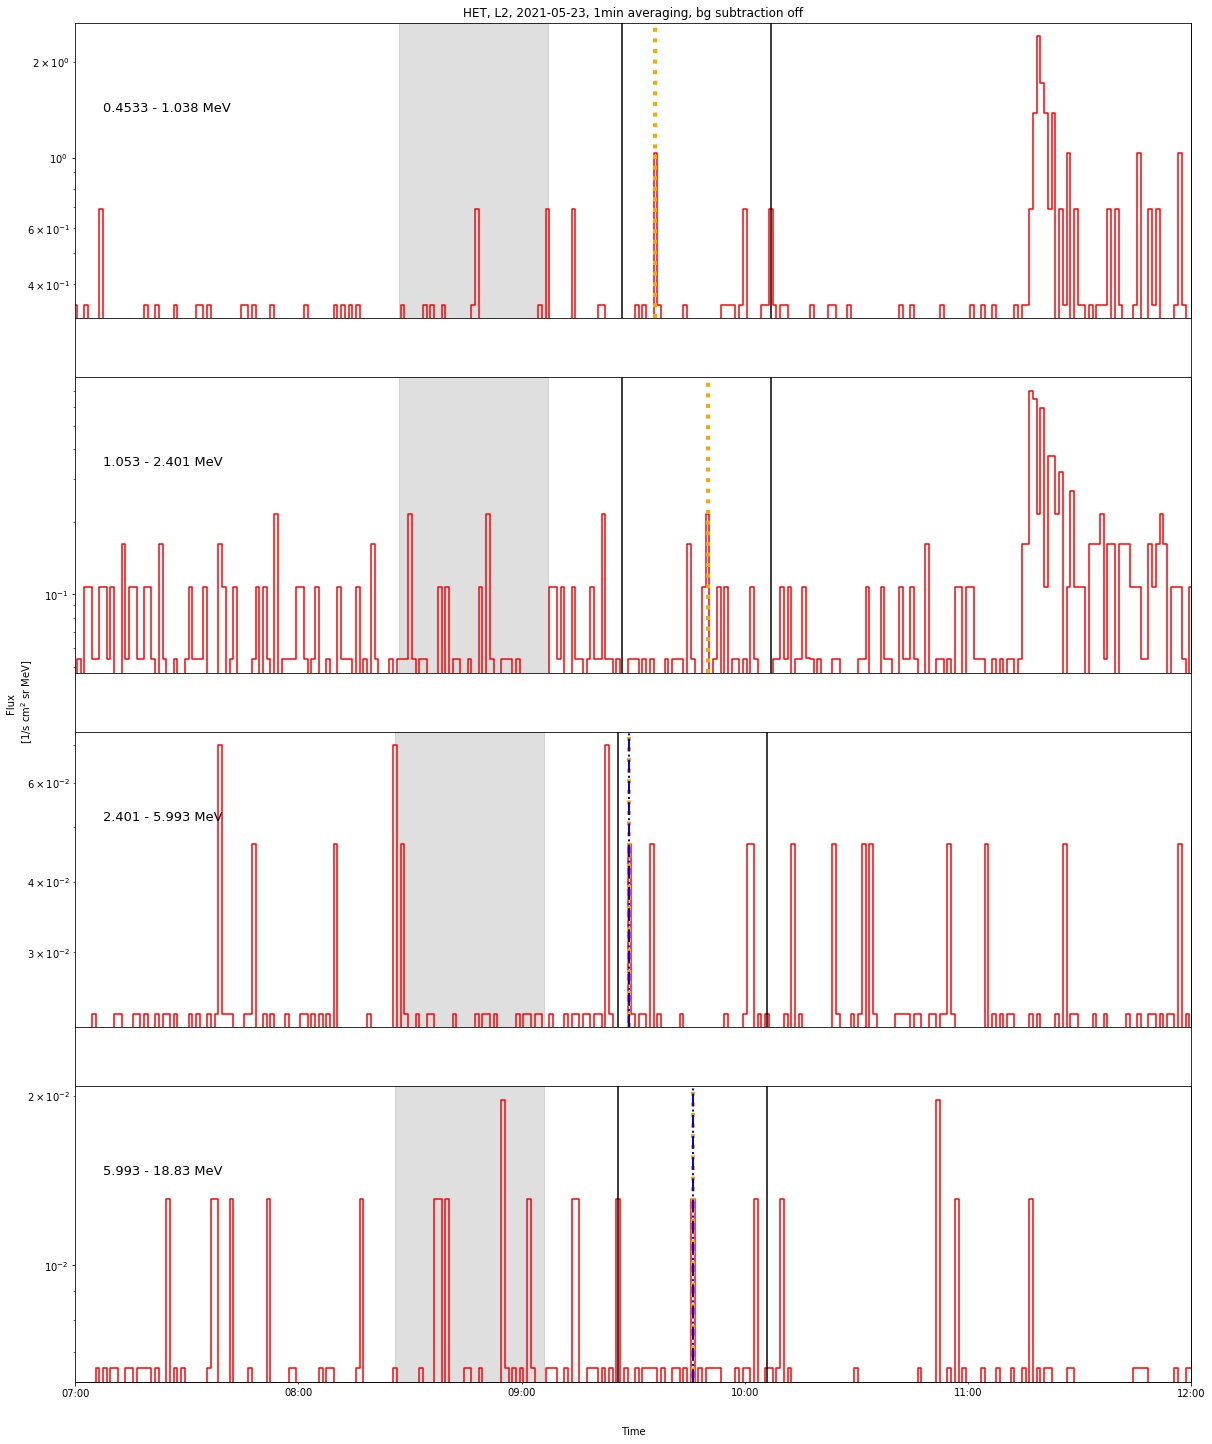 HET, L2, 2021-05-23, 1min averaging, bg subtraction off
2 × 10⁰
0.4533 - 1.038 MeV
10⁰
6 × 10⁻¹
4 × 10⁻¹
1.053 - 2.401 MeV
10⁻¹
Flux
[1/s cm² sr MeV]
6 × 10⁻²
2.401 - 5.993 MeV
4 × 10⁻²
3 × 10⁻²
2 × 10⁻²
5.993 - 18.83 MeV
10⁻²
07:00 08:00 09:00 10:00 11:00 12:00
Time